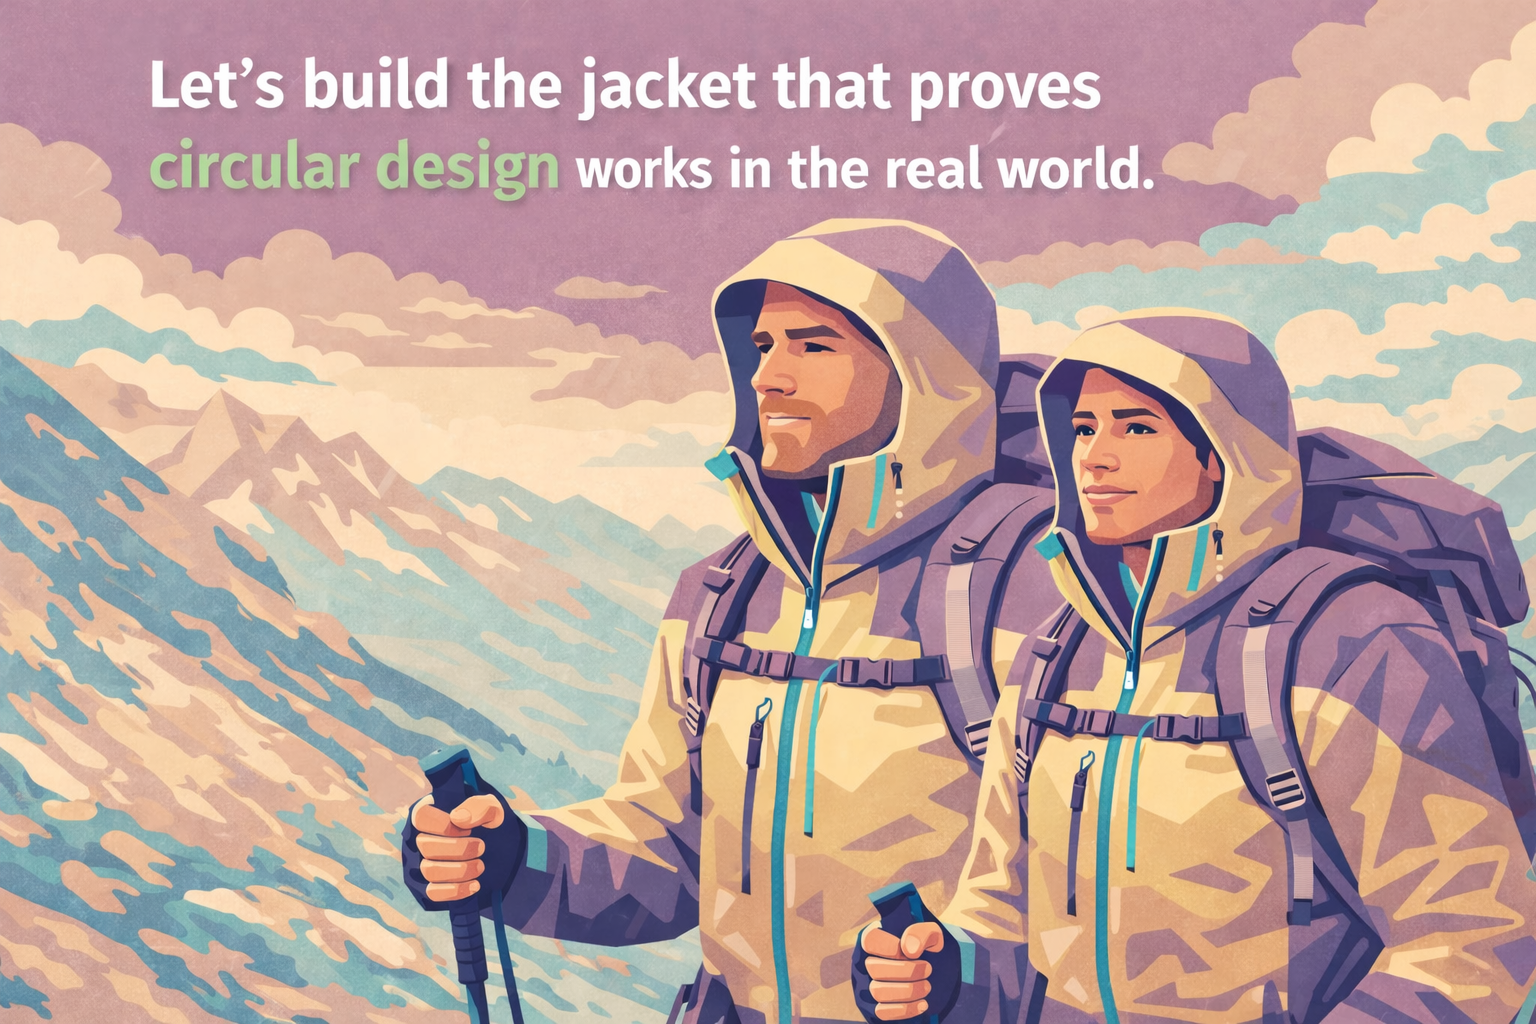 Let’s build the jacket that proves
circular design works in the real world.